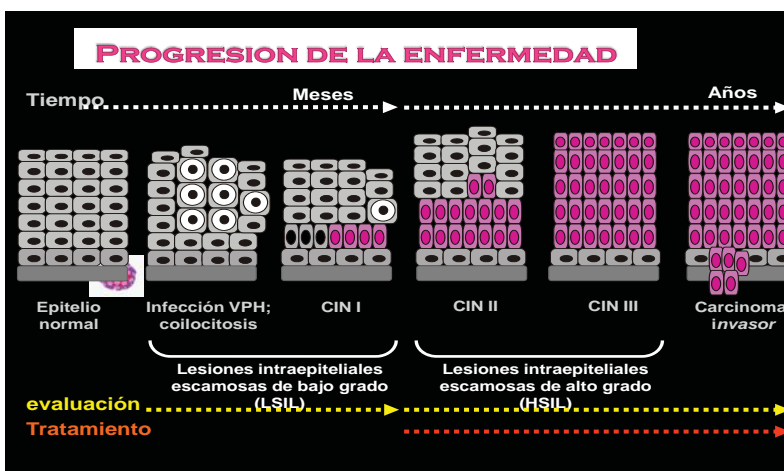 PROGRESION DE LA ENFERMEDAD
Tiempo Meses Años
Epitelio normal
Infección VPH; coilocitosis
CIN I
CIN II
CIN III
Carcinoma invasor
Lesiones intraepiteliales
escamosas de bajo grado
(LSIL)
Lesiones intraepiteliales
escamosas de alto grado
(HSIL)
evaluación
Tratamiento